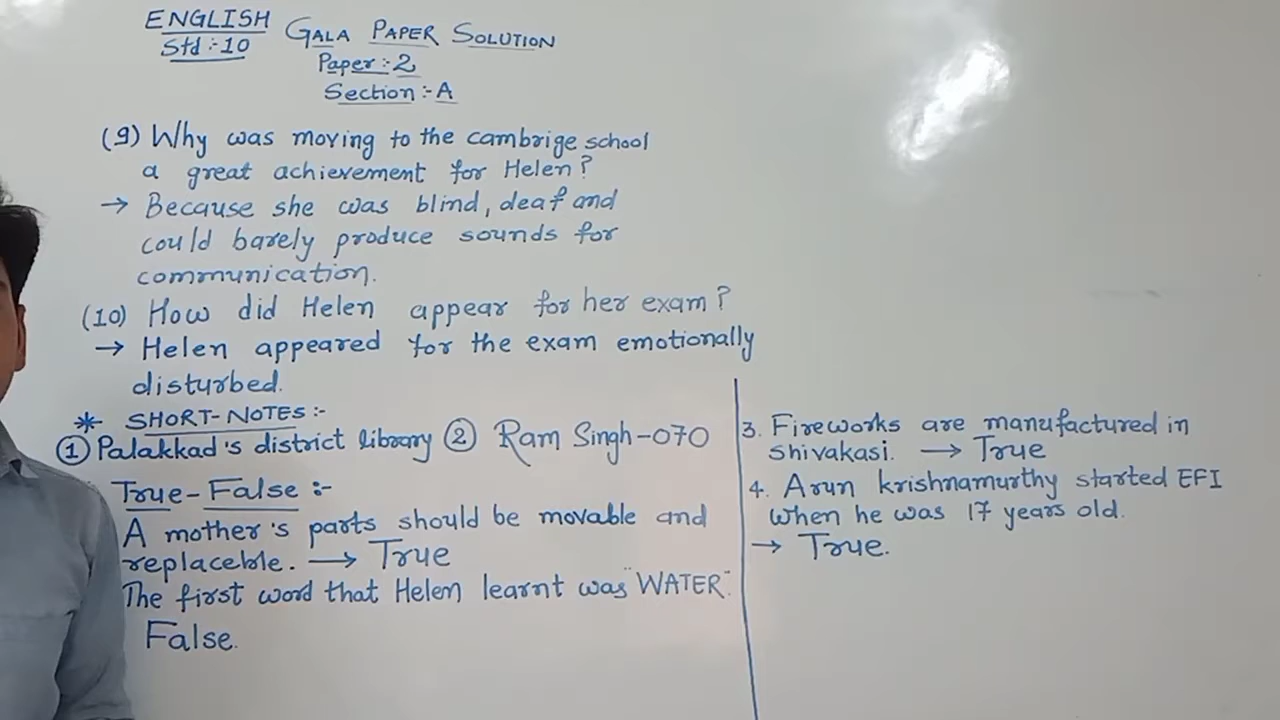 ENGLISH
Std :- 10
GALA PAPER SOLUTION
Paper :- 2
Section :- A
(9) Why was moving to the cambrige school
a great achievement for Helen?
→ Because she was blind, deaf and
could barely produce sounds for
communication.
(10) How did Helen appear for her exam?
→ Helen appeared for the exam emotionally
disturbed.
* SHORT-NOTES :-
① Palakkad's district library ② Ram Singh-070
True-False :-
A mother's parts should be movable and
replaceble. → True
The first word that Helen learnt was "WATER".
False.
3. Fireworks are manufactured in
shivakasi. → True
4. Arun krishnamurthy started EFI
when he was 17 years old.
→ True.